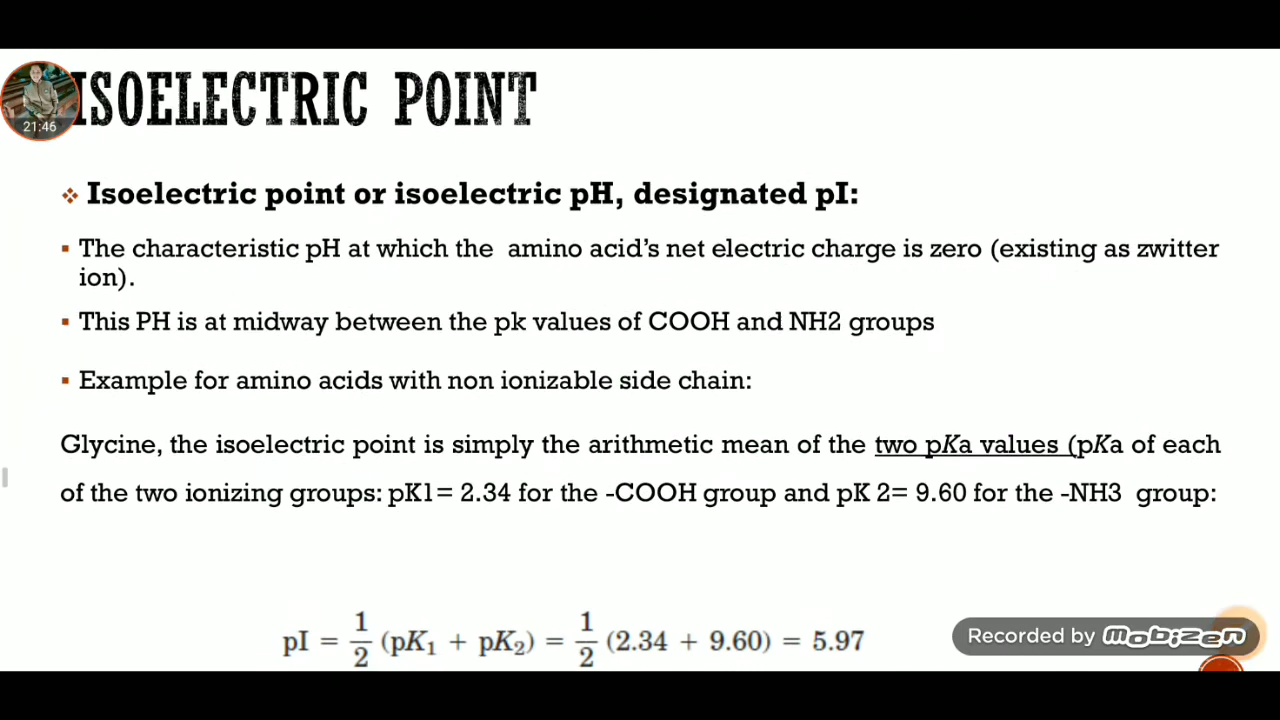 ISOELECTRIC POINT
21:46
❖ Isoelectric point or isoelectric pH, designated pI:
▪ The characteristic pH at which the amino acid's net electric charge is zero (existing as zwitter
ion).
▪ This PH is at midway between the pk values of COOH and NH2 groups
▪ Example for amino acids with non ionizable side chain:
Glycine, the isoelectric point is simply the arithmetic mean of the two pKa values (pKa of each
of the two ionizing groups: pK1= 2.34 for the -COOH group and pK 2= 9.60 for the -NH3 group:
pI = 1/2 (pK₁ + pK₂) = 1/2 (2.34 + 9.60) = 5.97
Recorded by mobizen